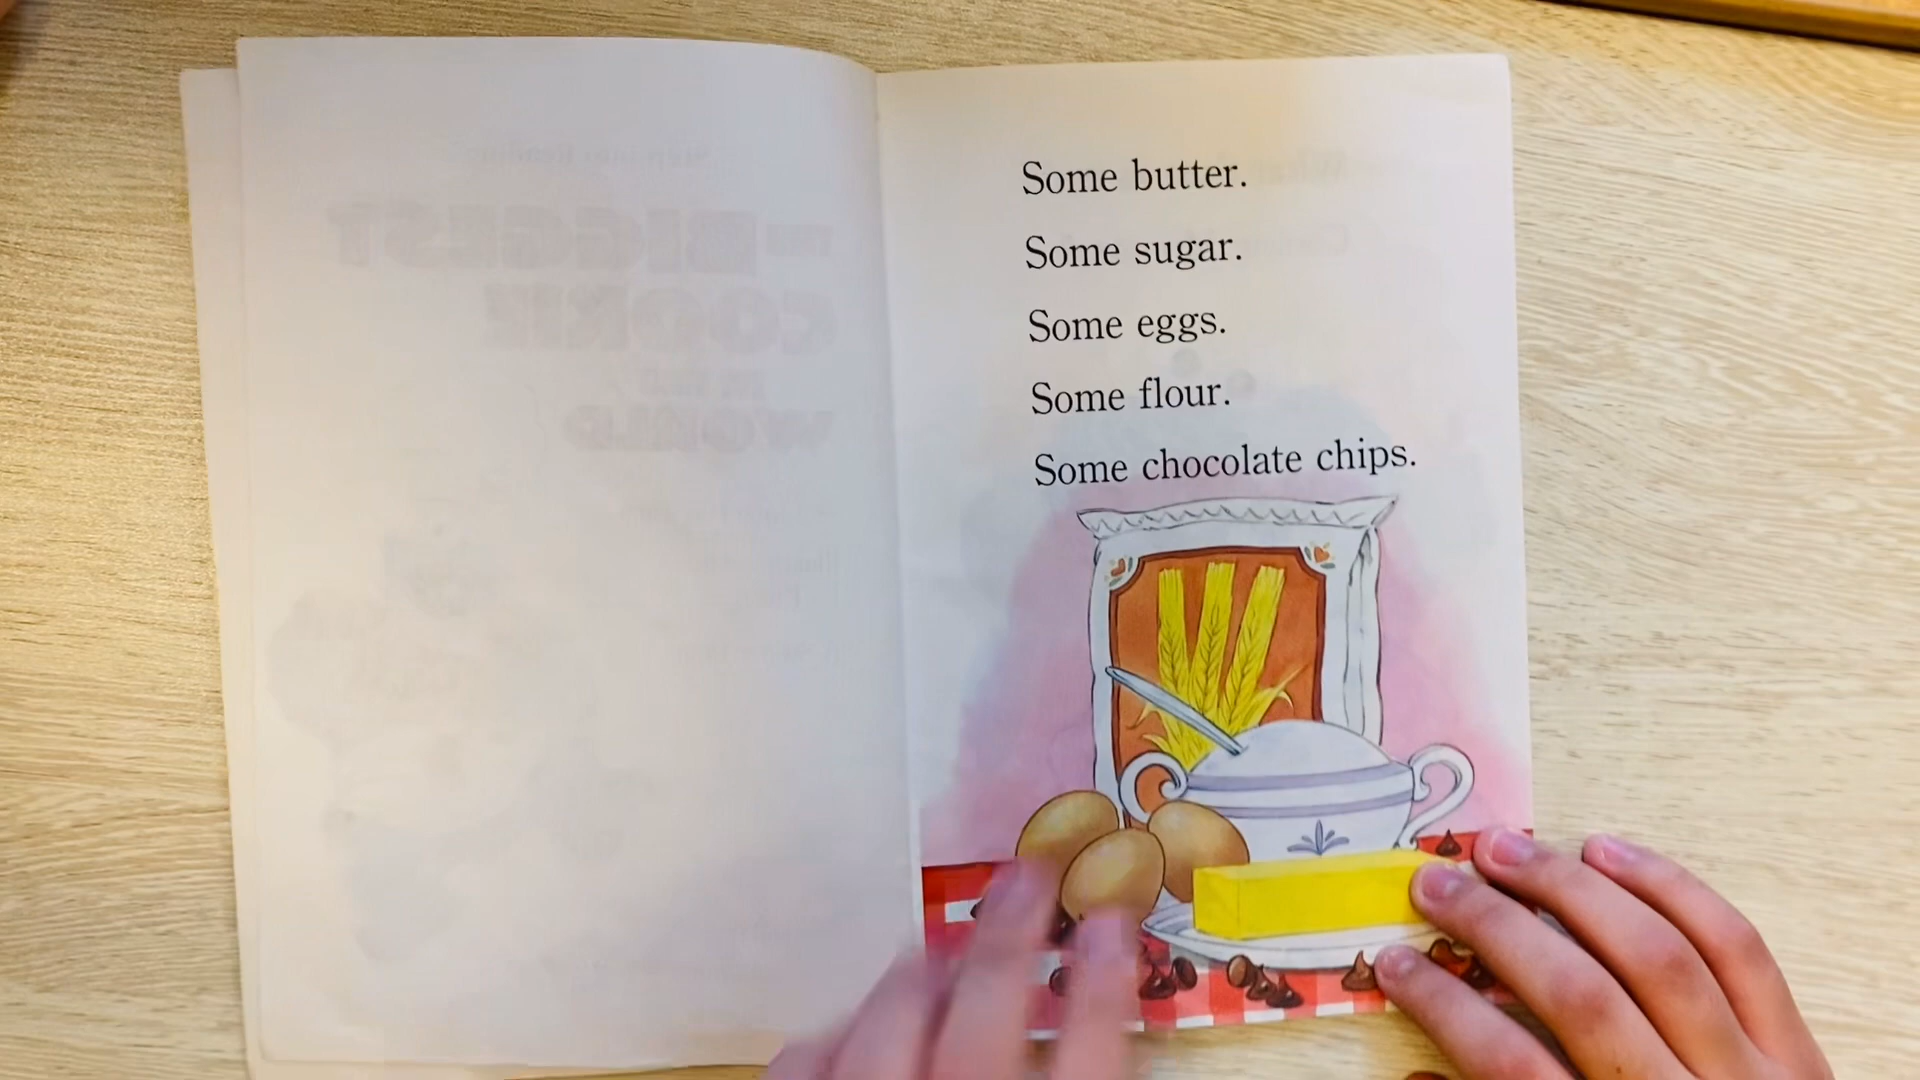 Some butter.
Some sugar.
Some eggs.
Some flour.
Some chocolate chips.